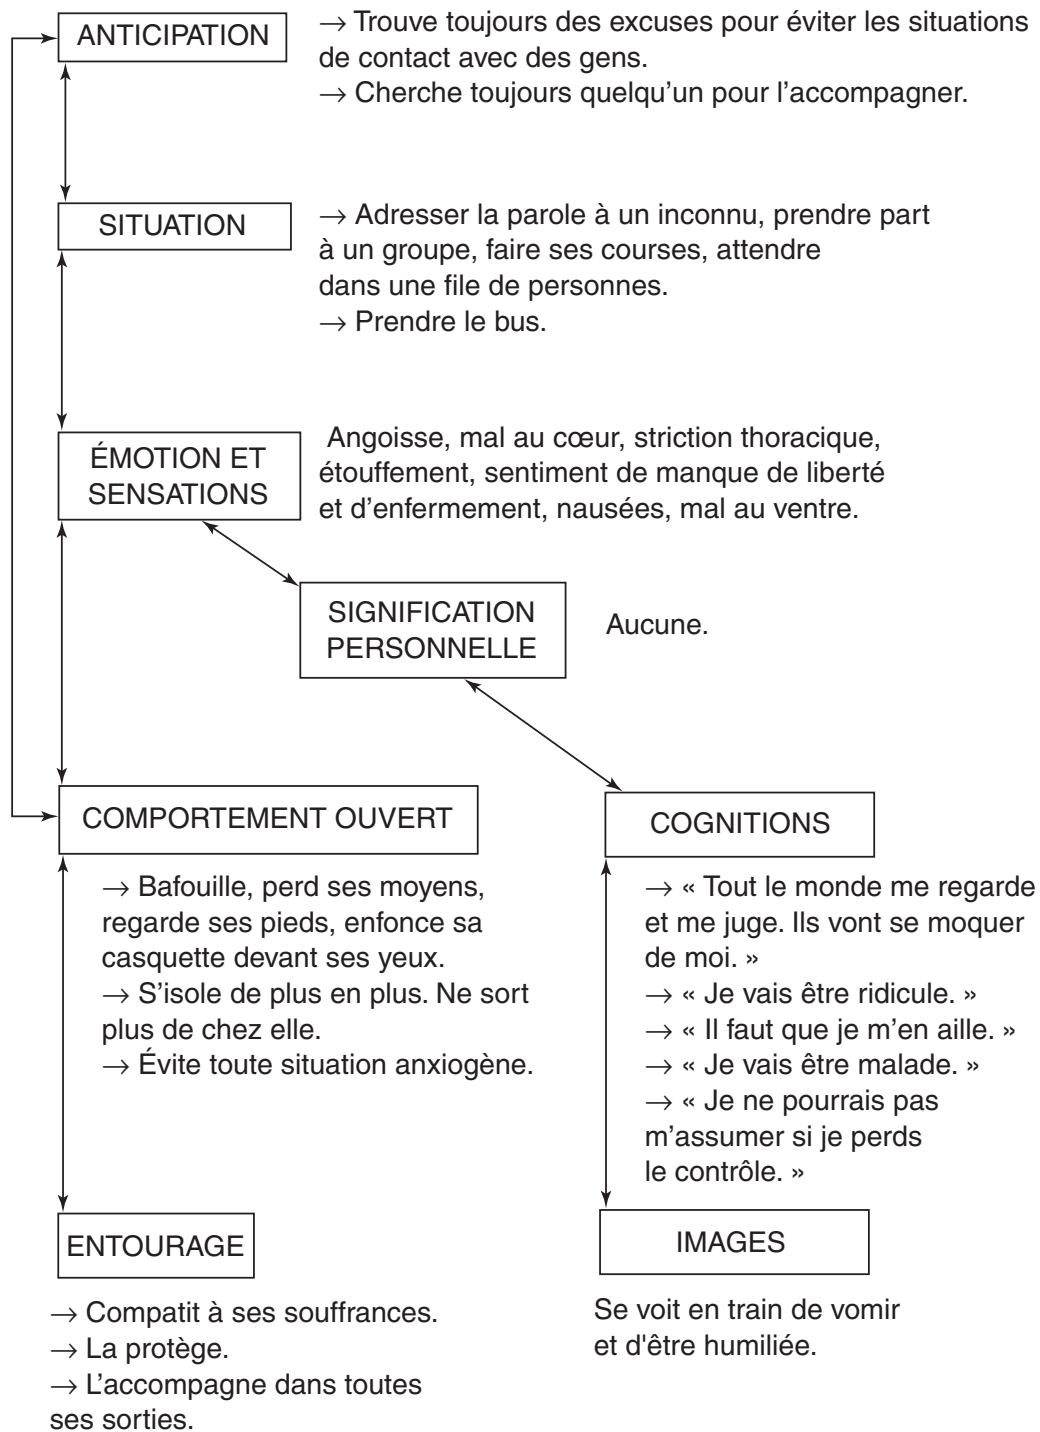 ANTICIPATION
→ Trouve toujours des excuses pour éviter les situations
de contact avec des gens.
→ Cherche toujours quelqu'un pour l'accompagner.
SITUATION
→ Adresser la parole à un inconnu, prendre part
à un groupe, faire ses courses, attendre
dans une file de personnes.
→ Prendre le bus.
ÉMOTION ET
SENSATIONS
Angoisse, mal au cœur, striction thoracique,
étouffement, sentiment de manque de liberté
et d'enfermement, nausées, mal au ventre.
SIGNIFICATION
PERSONNELLE
Aucune.
COMPORTEMENT OUVERT
→ Bafouille, perd ses moyens,
regarde ses pieds, enfonce sa
casquette devant ses yeux.
→ S'isole de plus en plus. Ne sort
plus de chez elle.
→ Évite toute situation anxiogène.
COGNITIONS
→ « Tout le monde me regarde
et me juge. Ils vont se moquer
de moi. »
→ « Je vais être ridicule. »
→ « Il faut que je m'en aille. »
→ « Je vais être malade. »
→ « Je ne pourrais pas
m'assumer si je perds
le contrôle. »
ENTOURAGE
→ Compatit à ses souffrances.
→ La protège.
→ L'accompagne dans toutes
ses sorties.
IMAGES
Se voit en train de vomir
et d'être humiliée.